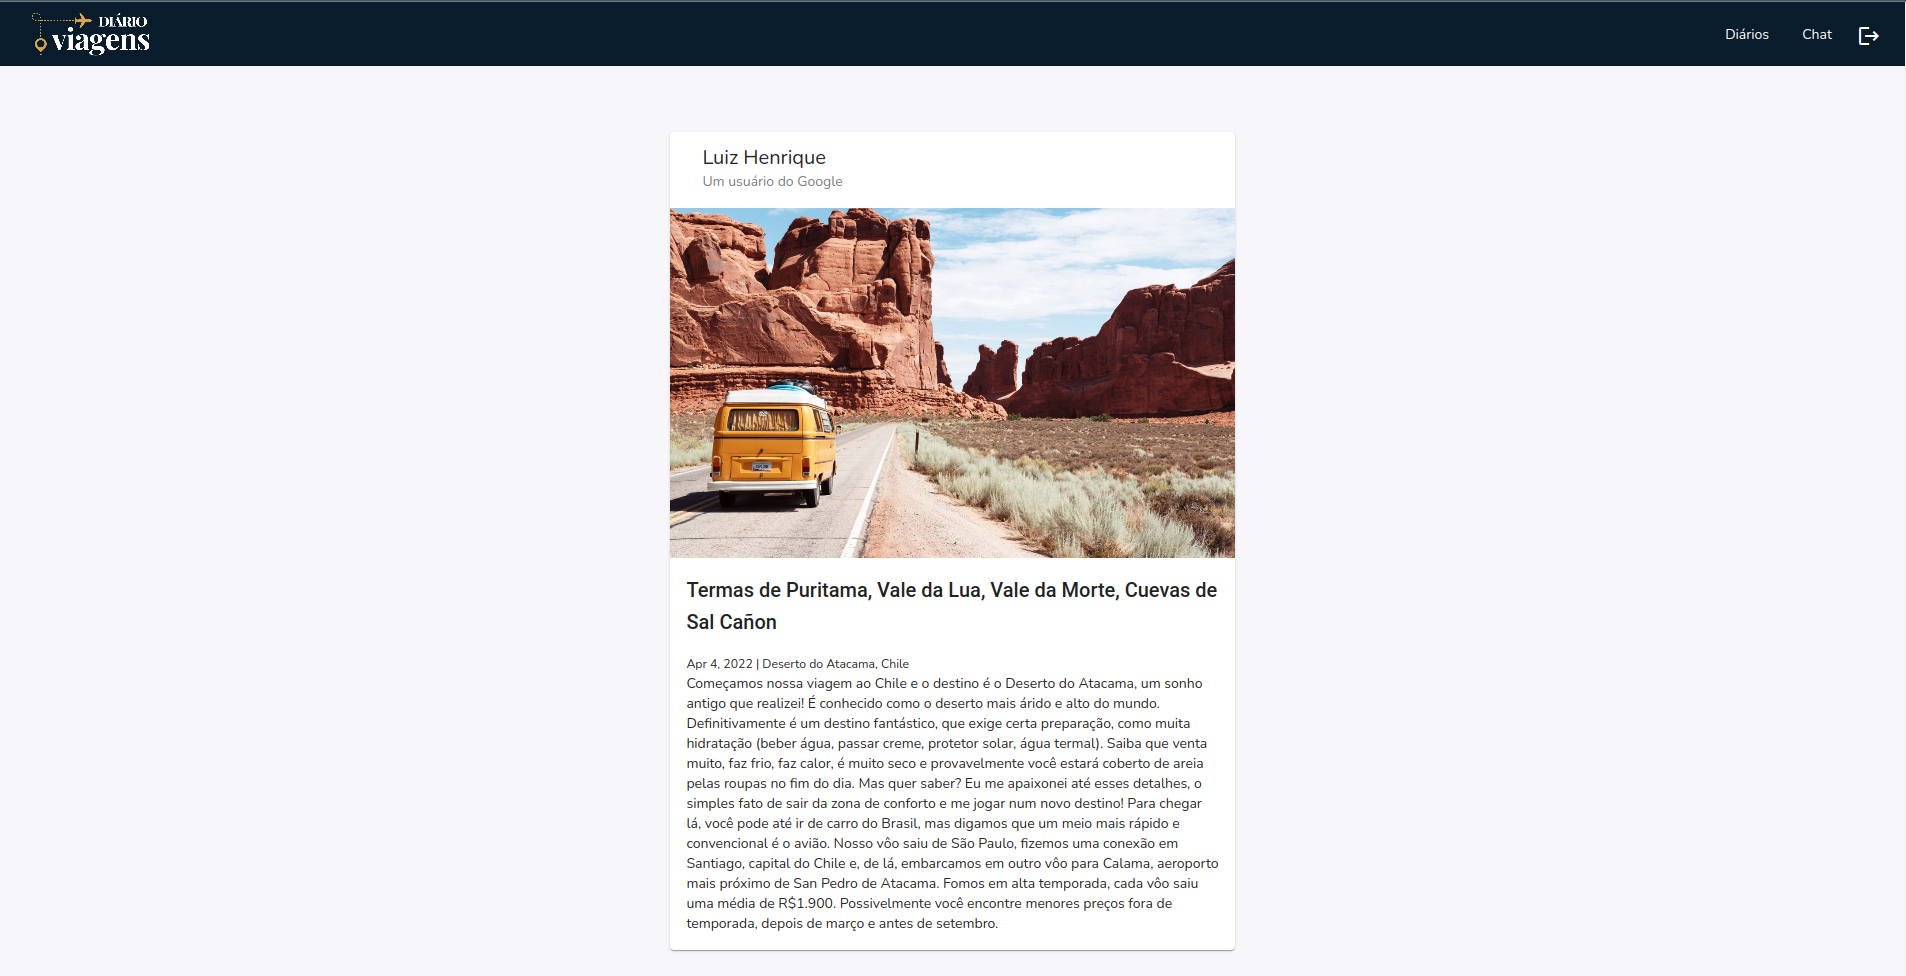 DIÁRIO
viagens
Diários
Chat
Luiz Henrique
Um usuário do Google
Termas de Puritama, Vale da Lua, Vale da Morte, Cuevas de
Sal Cañon
Apr 4, 2022 | Deserto do Atacama, Chile
Começamos nossa viagem ao Chile e o destino é o Deserto do Atacama, um sonho
antigo que realizei! É conhecido como o deserto mais árido e alto do mundo.
Definitivamente é um destino fantástico, que exige certa preparação, como muita
hidratação (beber água, passar creme, protetor solar, água termal). Saiba que venta
muito, faz frio, faz calor, é muito seco e provavelmente você estará coberto de areia
pelas roupas no fim do dia. Mas quer saber? Eu me apaixonei até esses detalhes, o
simples fato de sair da zona de conforto e me jogar num novo destino! Para chegar
lá, você pode até ir de carro do Brasil, mas digamos que um meio mais rápido e
convencional é o avião. Nosso vôo saiu de São Paulo, fizemos uma conexão em
Santiago, capital do Chile e, de lá, embarcamos em outro vôo para Calama, aeroporto
mais próximo de San Pedro de Atacama. Fomos em alta temporada, cada vôo saiu
uma média de R$1.900. Possivelmente você encontre menores preços fora de
temporada, depois de março e antes de setembro.